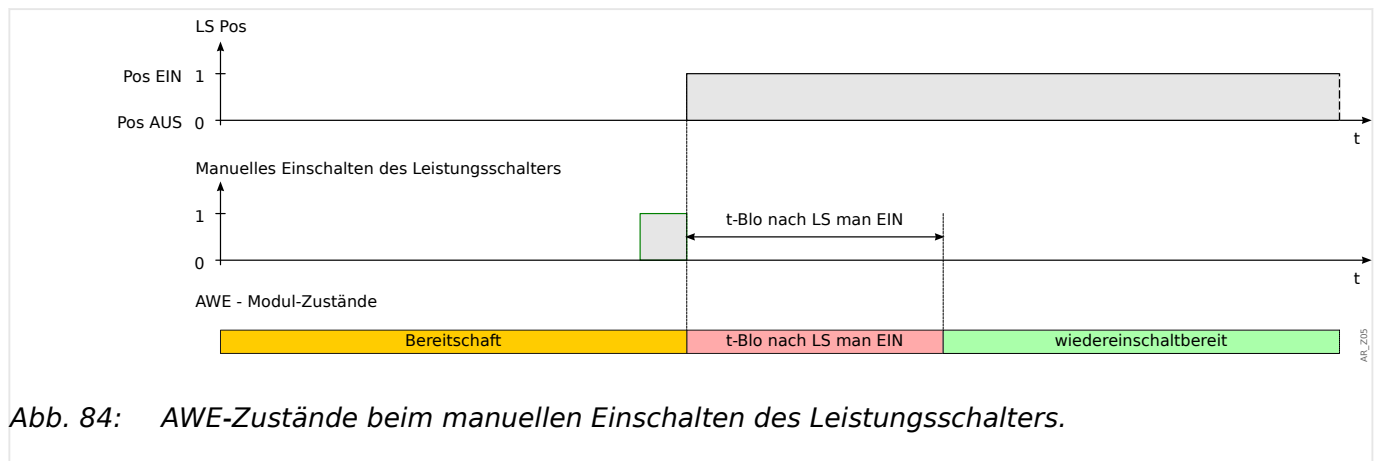 LS Pos
Pos EIN 1
Pos AUS 0
t
Manuelles Einschalten des Leistungsschalters
1
t-Blo nach LS man EIN
0
t
AWE - Modul-Zustände
Bereitschaft t-Blo nach LS man EIN wiedereinschaltbereit
AR_Z05
Abb. 84: AWE-Zustände beim manuellen Einschalten des Leistungsschalters.